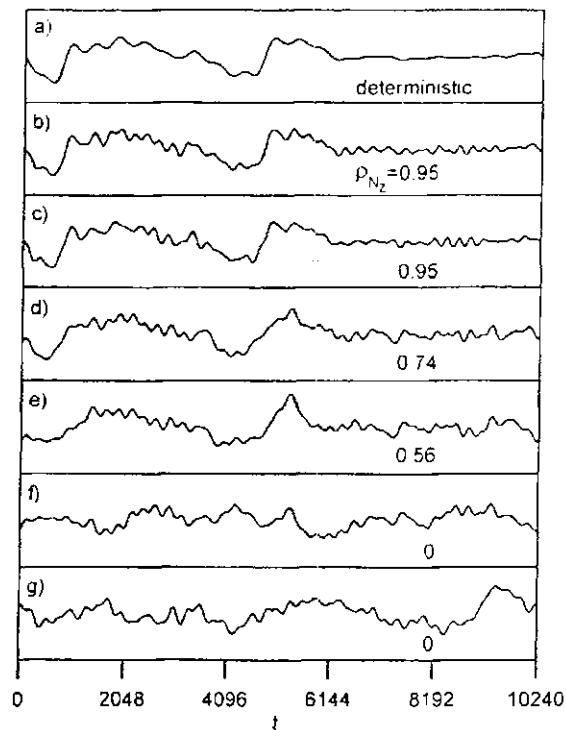 a)
deterministic
b)
ρNz=0.95
c)
0.95
d)
0 74
e)
0 56
f)
0
g)
0
0 2048 4096 6144 8192 10240
t